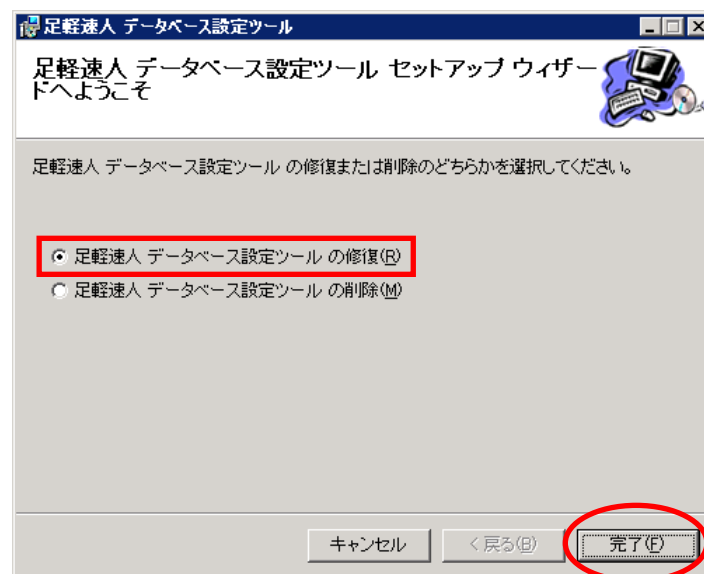 足軽速人 データベース設定ツール
足軽速人 データベース設定ツール セットアップ ウィザー
ドへようこそ
足軽速人 データベース設定ツール の修復または削除のどちらかを選択してください。
足軽速人 データベース設定ツール の修復(R)
足軽速人 データベース設定ツール の削除(M)
キャンセル
< 戻る(B)
完了(F)